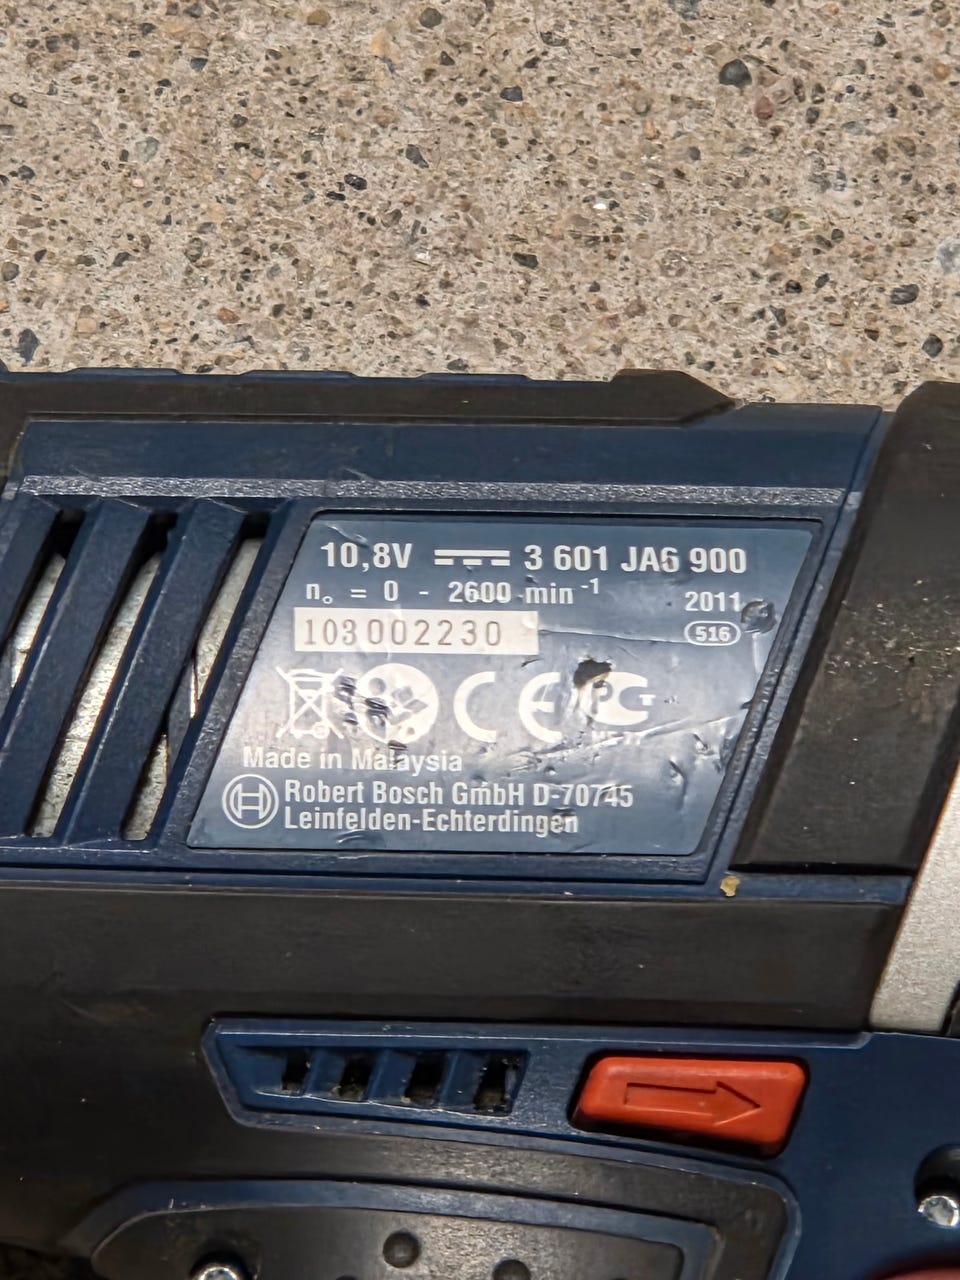 10,8V 3 601 JA6 900
n₀ = 0 - 2600 min⁻¹ 2011
103002230 516
CE
Made in Malaysia
Robert Bosch GmbH D-70745
Leinfelden-Echterdingen